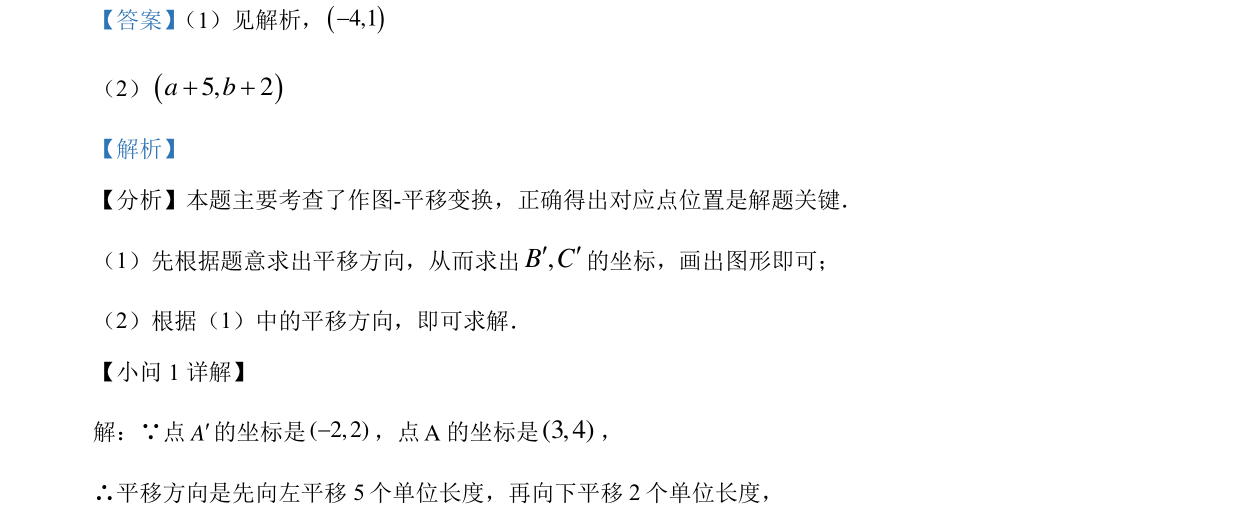 【答案】（1）见解析，(−4,1)
（2）(a+5,b+2)
【解析】
【分析】本题主要考查了作图-平移变换，正确得出对应点位置是解题关键．
（1）先根据题意求出平移方向，从而求出 B′,C′ 的坐标，画出图形即可；
（2）根据（1）中的平移方向，即可求解．
【小问 1 详解】
解：∵点 A′ 的坐标是 (−2,2) ，点 A 的坐标是 (3,4) ，
∴平移方向是先向左平移 5 个单位长度，再向下平移 2 个单位长度，